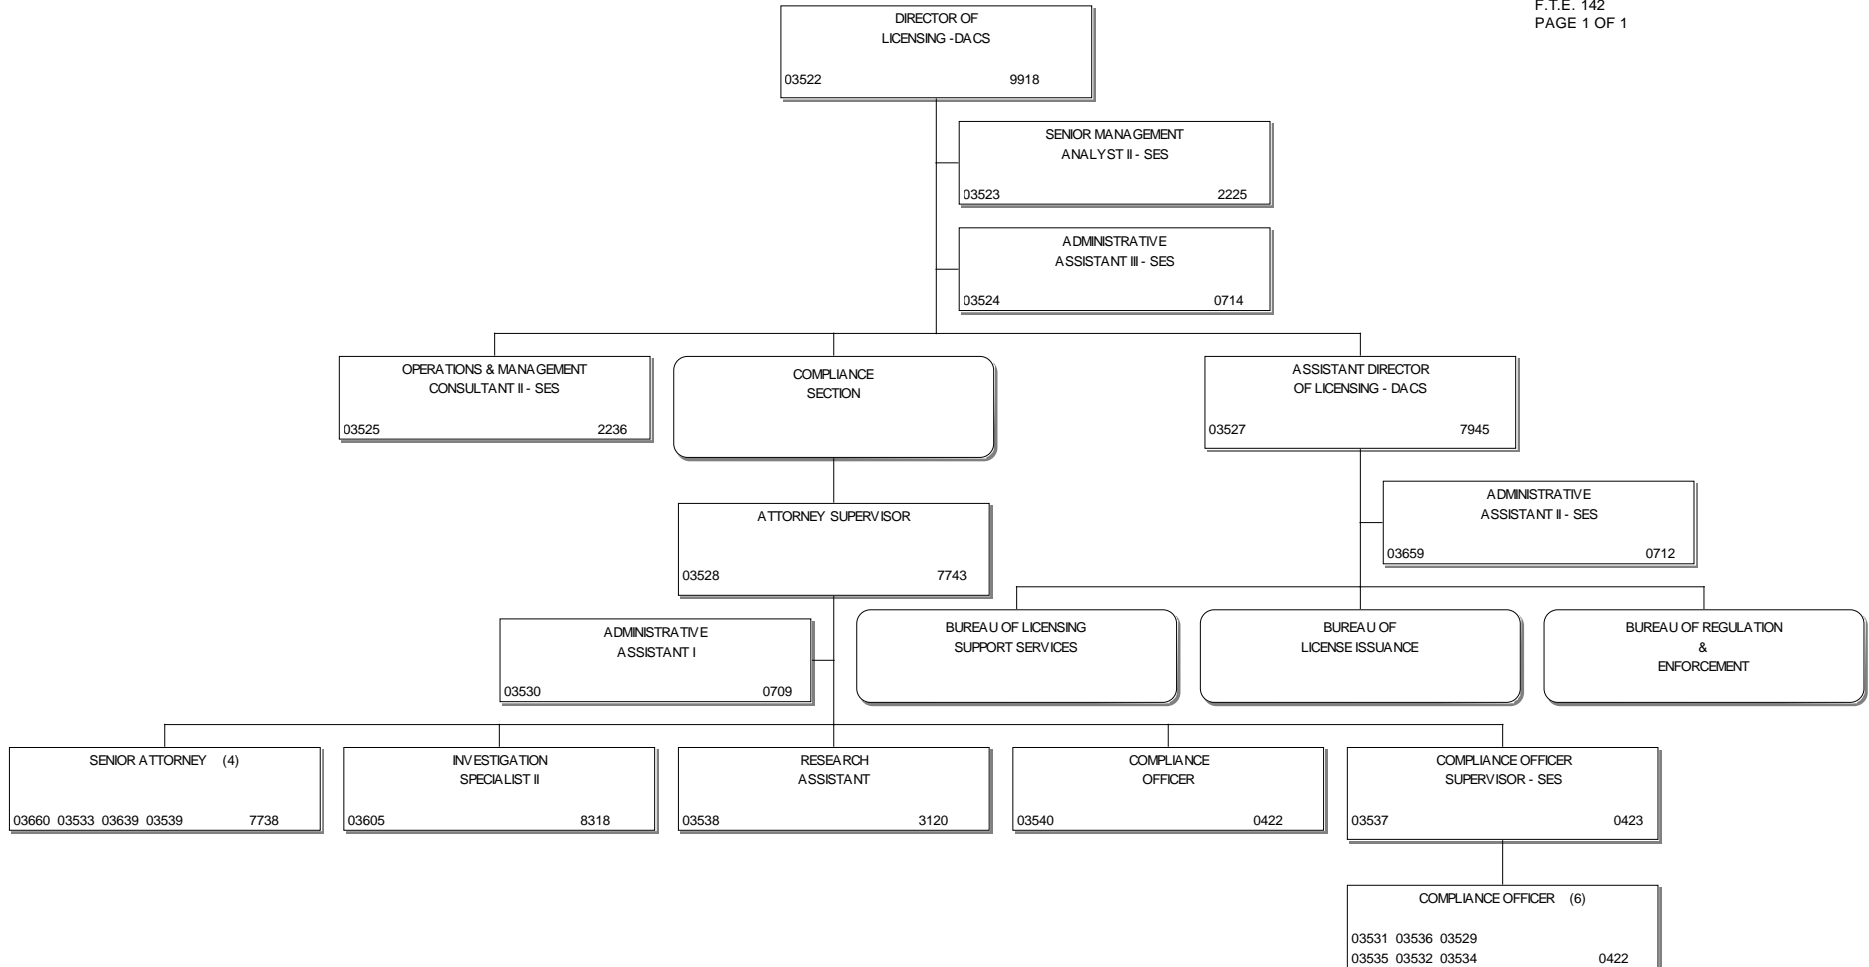 F.T.E. 142
PAGE 1 OF 1
DIRECTOR OF
LICENSING -DACS
03522 9918
SENIOR MANAGEMENT
ANALYST II - SES
03523 2225
ADMINISTRATIVE
ASSISTANT III - SES
03524 0714
OPERATIONS & MANAGEMENT
CONSULTANT II - SES
03525 2236
COMPLIANCE
SECTION
ASSISTANT DIRECTOR
OF LICENSING - DACS
03527 7945
ATTORNEY SUPERVISOR
03528 7743
ADMINISTRATIVE
ASSISTANT II - SES
03659 0712
ADMINISTRATIVE
ASSISTANT I
03530 0709
BUREAU OF LICENSING
SUPPORT SERVICES
BUREAU OF
LICENSE ISSUANCE
BUREAU OF REGULATION
&
ENFORCEMENT
SENIOR ATTORNEY (4)
03660 03533 03639 03539 7738
INVESTIGATION
SPECIALIST II
03605 8318
RESEARCH
ASSISTANT
03538 3120
COMPLIANCE
OFFICER
03540 0422
COMPLIANCE OFFICER
SUPERVISOR - SES
03537 0423
COMPLIANCE OFFICER (6)
03531 03536 03529
03535 03532 03534 0422